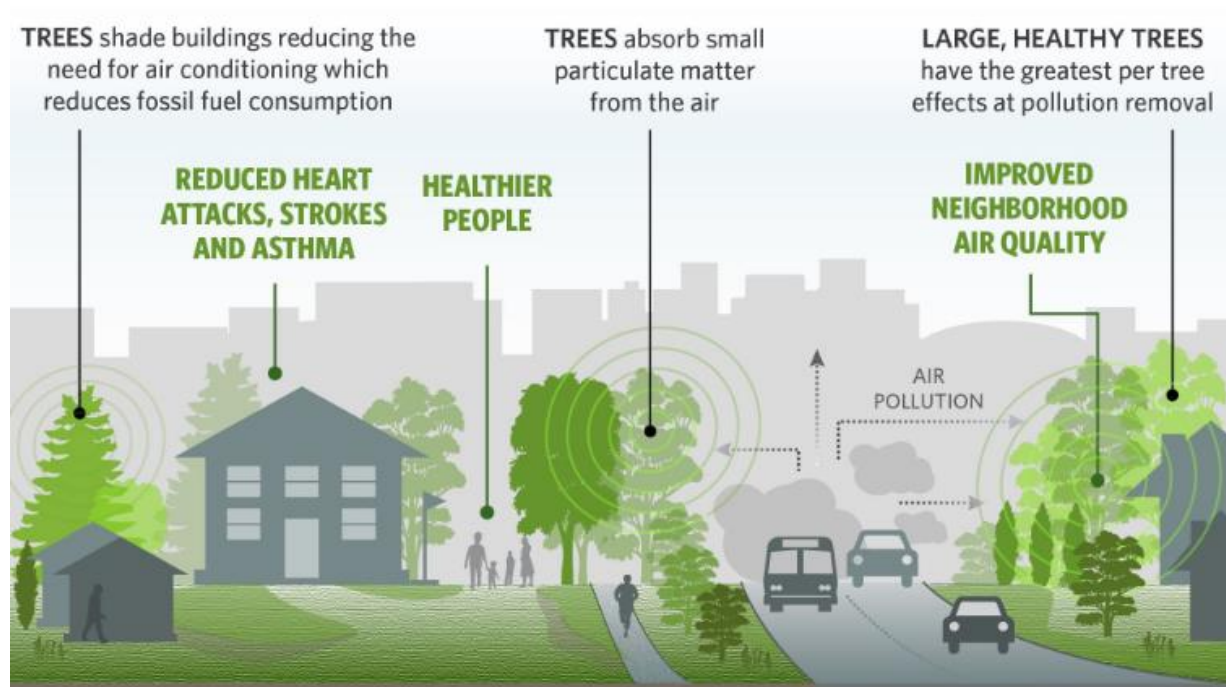 TREES shade buildings reducing the
need for air conditioning which
reduces fossil fuel consumption
TREES absorb small
particulate matter
from the air
LARGE, HEALTHY TREES
have the greatest per tree
effects at pollution removal
REDUCED HEART
ATTACKS, STROKES
AND ASTHMA
HEALTHIER
PEOPLE
IMPROVED
NEIGHBORHOOD
AIR QUALITY
AIR
POLLUTION